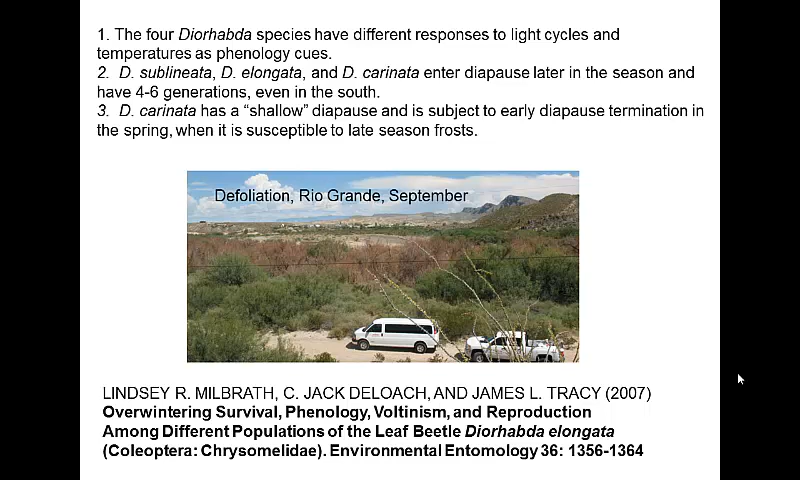 1. The four Diorhabda species have different responses to light cycles and
temperatures as phenology cues.
2. D. sublineata, D. elongata, and D. carinata enter diapause later in the season and
have 4-6 generations, even in the south.
3. D. carinata has a “shallow” diapause and is subject to early diapause termination in
the spring, when it is susceptible to late season frosts.
Defoliation, Rio Grande, September
LINDSEY R. MILBRATH, C. JACK DELOACH, AND JAMES L. TRACY (2007)
Overwintering Survival, Phenology, Voltinism, and Reproduction
Among Different Populations of the Leaf Beetle Diorhabda elongata
(Coleoptera: Chrysomelidae). Environmental Entomology 36: 1356-1364